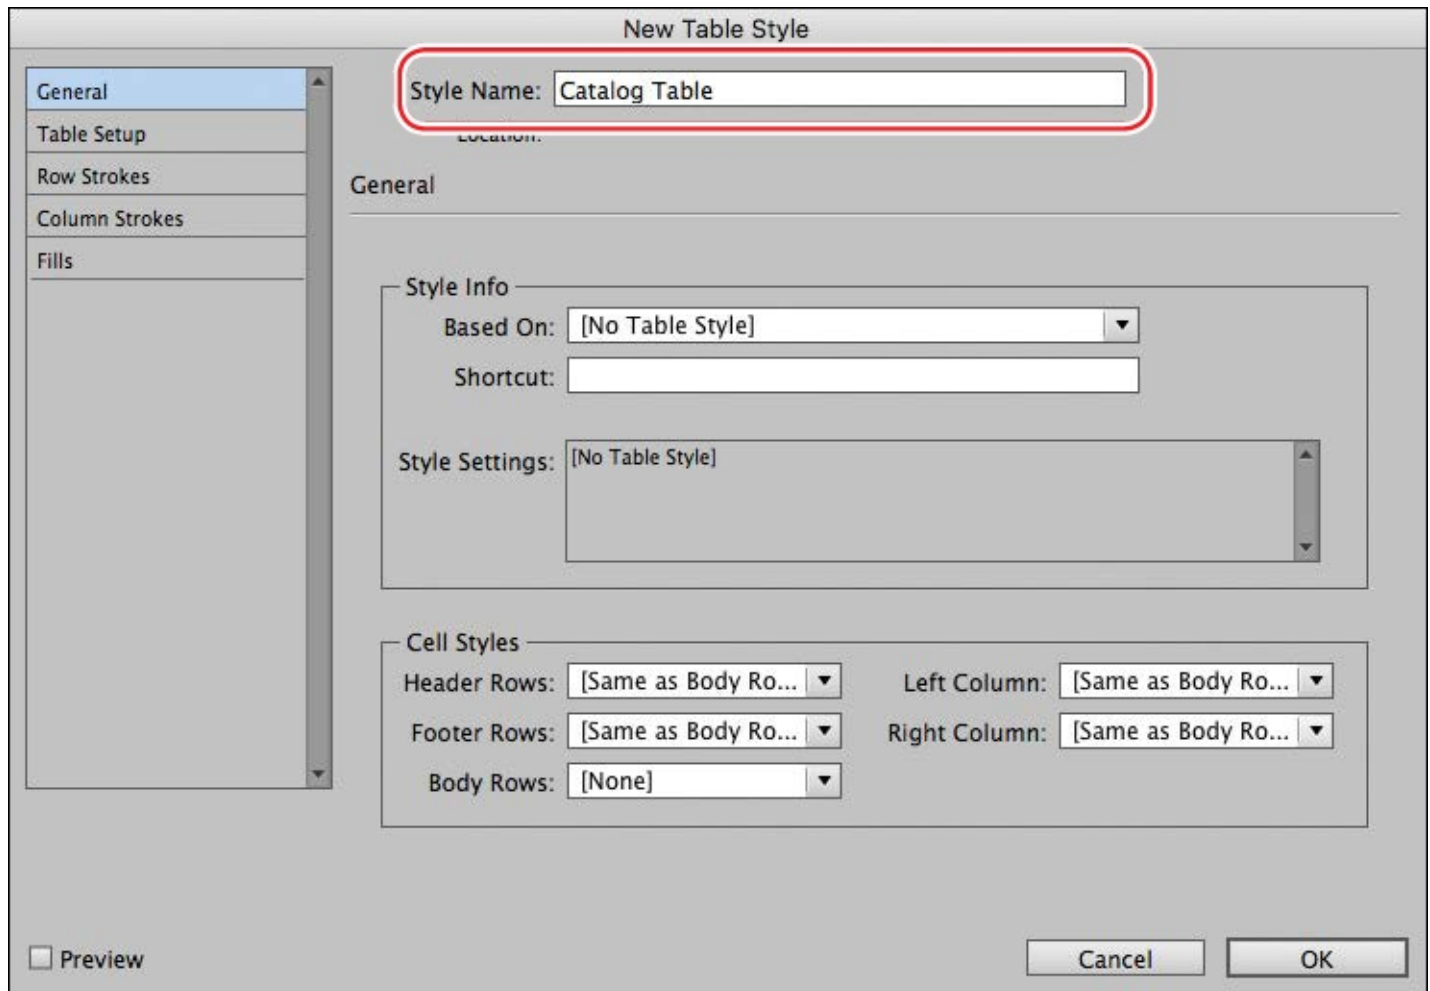 New Table Style
General
Table Setup
Row Strokes
Column Strokes
Fills
Style Name: Catalog Table
Location:
General
Style Info
Based On: [No Table Style]
Shortcut:
Style Settings: [No Table Style]
Cell Styles
Header Rows: [Same as Body Ro... Left Column: [Same as Body Ro...
Footer Rows: [Same as Body Ro... Right Column: [Same as Body Ro...
Body Rows: [None]
Preview Cancel OK